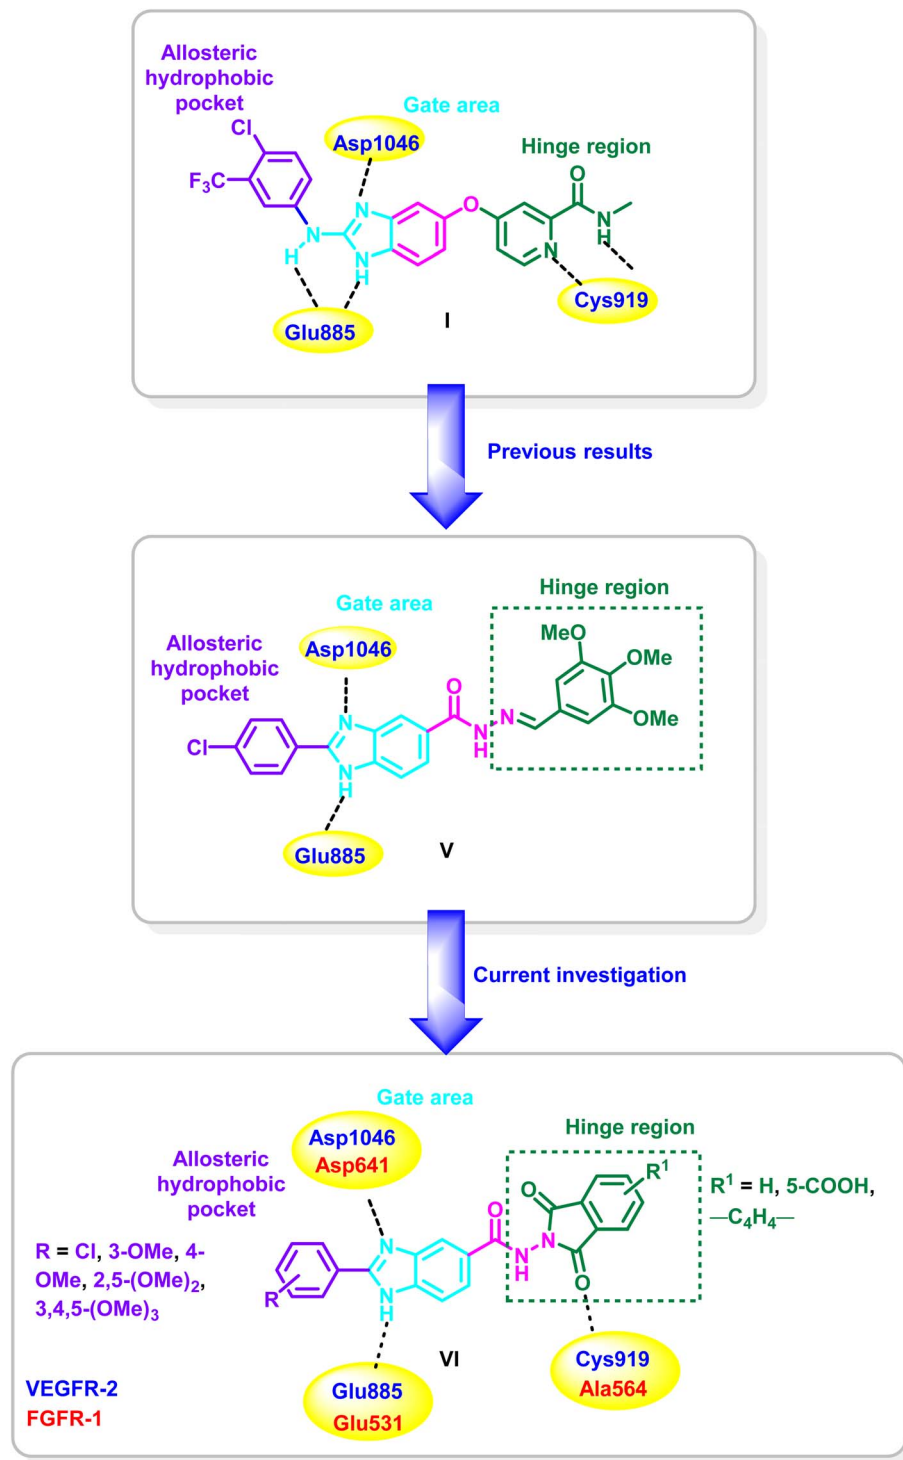 Allosteric
hydrophobic
pocket
Gate area
Cl
Asp1046
Hinge region
F₃C
O
N
O
N
H
N
H
N
H
N
Cys919
Glu885
I
Previous results
Hinge region
Gate area
MeO
Allosteric
hydrophobic
pocket
Asp1046
OMe
O
N
N
OMe
Cl
N
H
N
H
Glu885
V
Current investigation
Gate area
Asp1046
Asp641
Hinge region
Allosteric
hydrophobic
pocket
R¹
R¹ = H, 5-COOH,
—C₄H₄—
O
O
N
N
R = Cl, 3-OMe, 4-
OMe, 2,5-(OMe)₂,
3,4,5-(OMe)₃
N
H
O
R
N
H
VI
Cys919
Ala564
VEGFR-2
FGFR-1
Glu885
Glu531